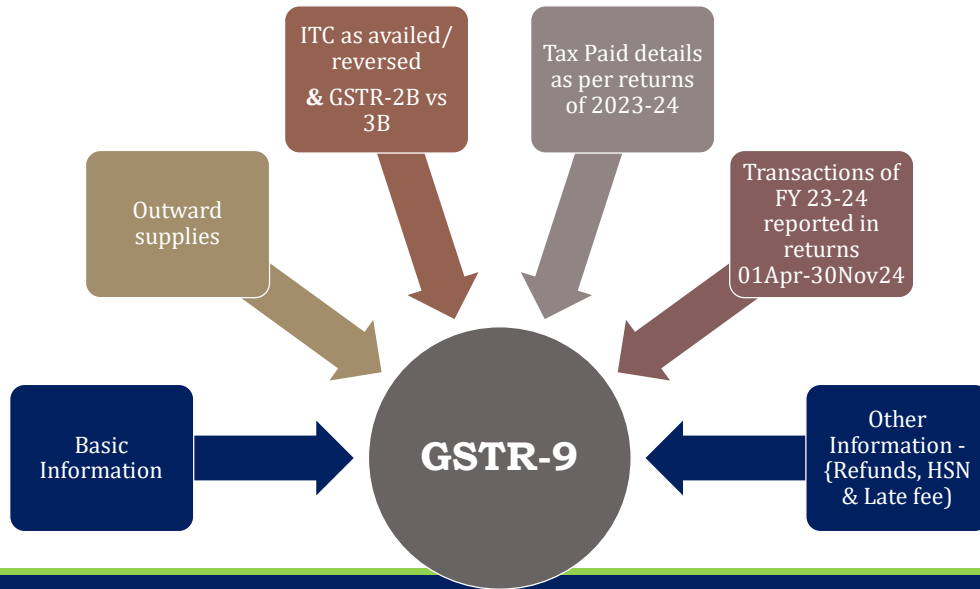 ITC as availed/
reversed
& GSTR-2B vs
3B
Tax Paid details
as per returns
of 2023-24
Outward
supplies
Transactions of
FY 23-24
reported in
returns
01Apr-30Nov24
Basic
Information
GSTR-9
Other
Information -
{Refunds, HSN
& Late fee)